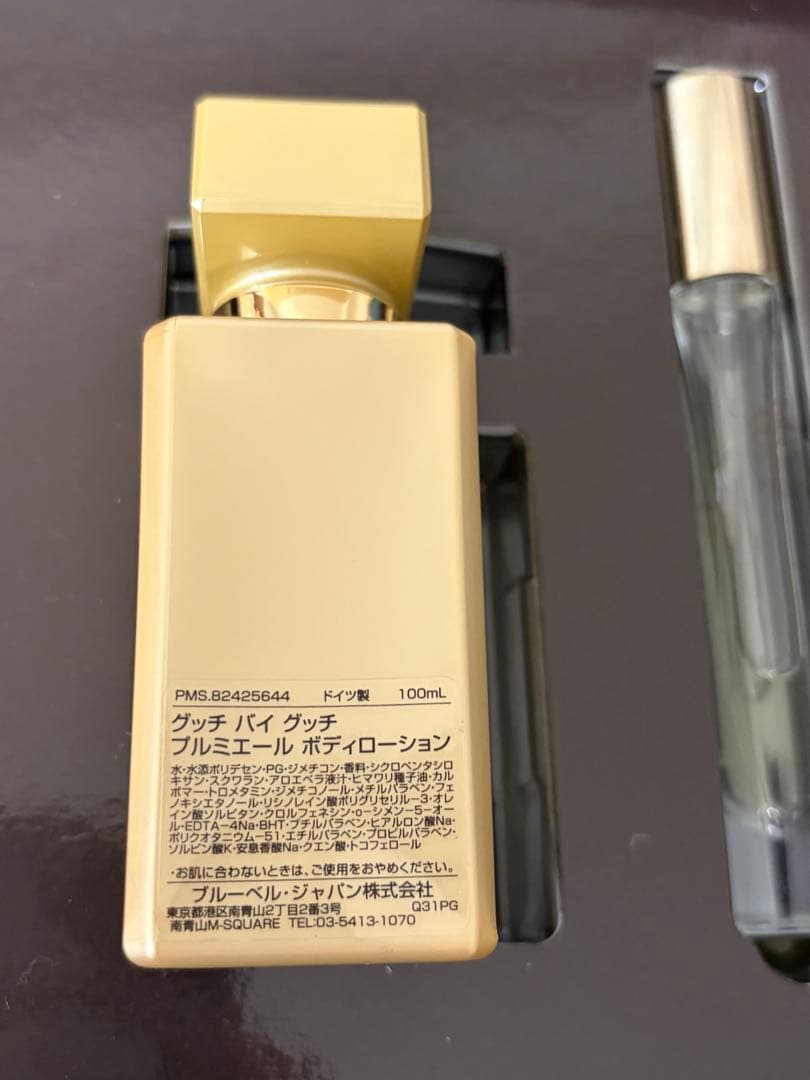 PMS.82425644 ドイツ製 100mL
グッチ バイ グッチ
プルミエール ボディローション
水・水添ポリデセン・PG・ジメチコン・香料・シクロペンタシロ
キサン・スクワラン・アロエベラ液汁・ヒマワリ種子油・カル
ボマー・トロメタミン・ジメチコノール・メチルパラベン・フェ
ノキシエタノール・リシノレイン酸ポリグリセリル-3・オレ
イン酸ソルビタン・クロルフェネシン・o-シメン-5-オー
ル・EDTA-4Na・BHT・ブチルパラベン・ヒアルロン酸Na・
ポリクオタニウム-51・エチルパラベン・プロピルパラベン・
ソルビン酸K・安息香酸Na・クエン酸・トコフェロール
・お肌に合わないときは、ご使用をおやめください。
ブルーベル・ジャパン株式会社
東京都港区南青山2丁目2番3号 Q31PG
南青山M-SQUARE TEL:03-5413-1070